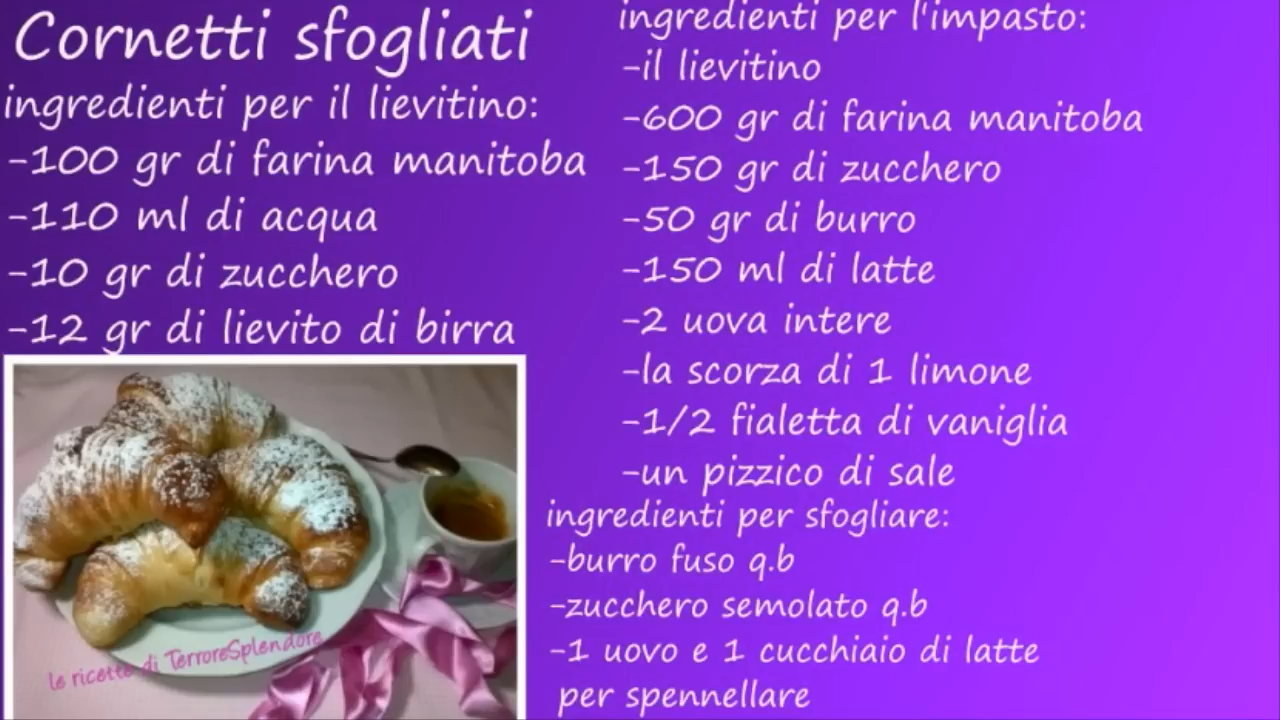 Cornetti sfogliati
ingredienti per il lievitino:
-100 gr di farina manitoba
-110 ml di acqua
-10 gr di zucchero
-12 gr di lievito di birra
le ricette di TerroreSplendore
ingredienti per l'impasto:
-il lievitino
-600 gr di farina manitoba
-150 gr di zucchero
-50 gr di burro
-150 ml di latte
-2 uova intere
-la scorza di 1 limone
-1/2 fialetta di vaniglia
-un pizzico di sale
ingredienti per sfogliare:
-burro fuso q.b
-zucchero semolato q.b
-1 uovo e 1 cucchiaio di latte
per spennellare